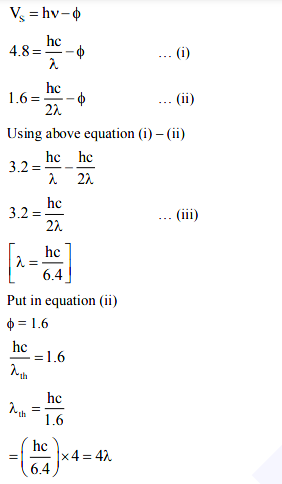 V_s = hν – ϕ
4.8 = hc/λ – ϕ … (i)
1.6 = hc/2λ – ϕ … (ii)
Using above equation (i) – (ii)
3.2 = hc/λ – hc/2λ
3.2 = hc/2λ … (iii)
[λ = hc/6.4]
Put in equation (ii)
ϕ = 1.6
hc/λ_th = 1.6
λ_th = hc/1.6
= (hc/6.4) × 4 = 4λ